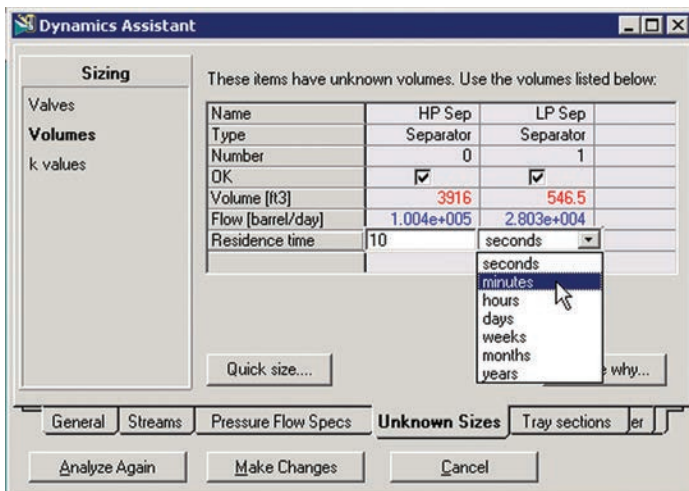 Dynamics Assistant
Sizing
Valves
Volumes
k values
These items have unknown volumes. Use the volumes listed below:
Name HP Sep LP Sep
Type Separator Separator
Number 0 1
OK
Volume [ft3] 3916 546.5
Flow [barrel/day] 1.004e+005 2.803e+004
Residence time 10 seconds
seconds
minutes
hours
days
weeks
months
years
Quick size.... why...
General Streams Pressure Flow Specs Unknown Sizes Tray sections er
Analyze Again Make Changes Cancel